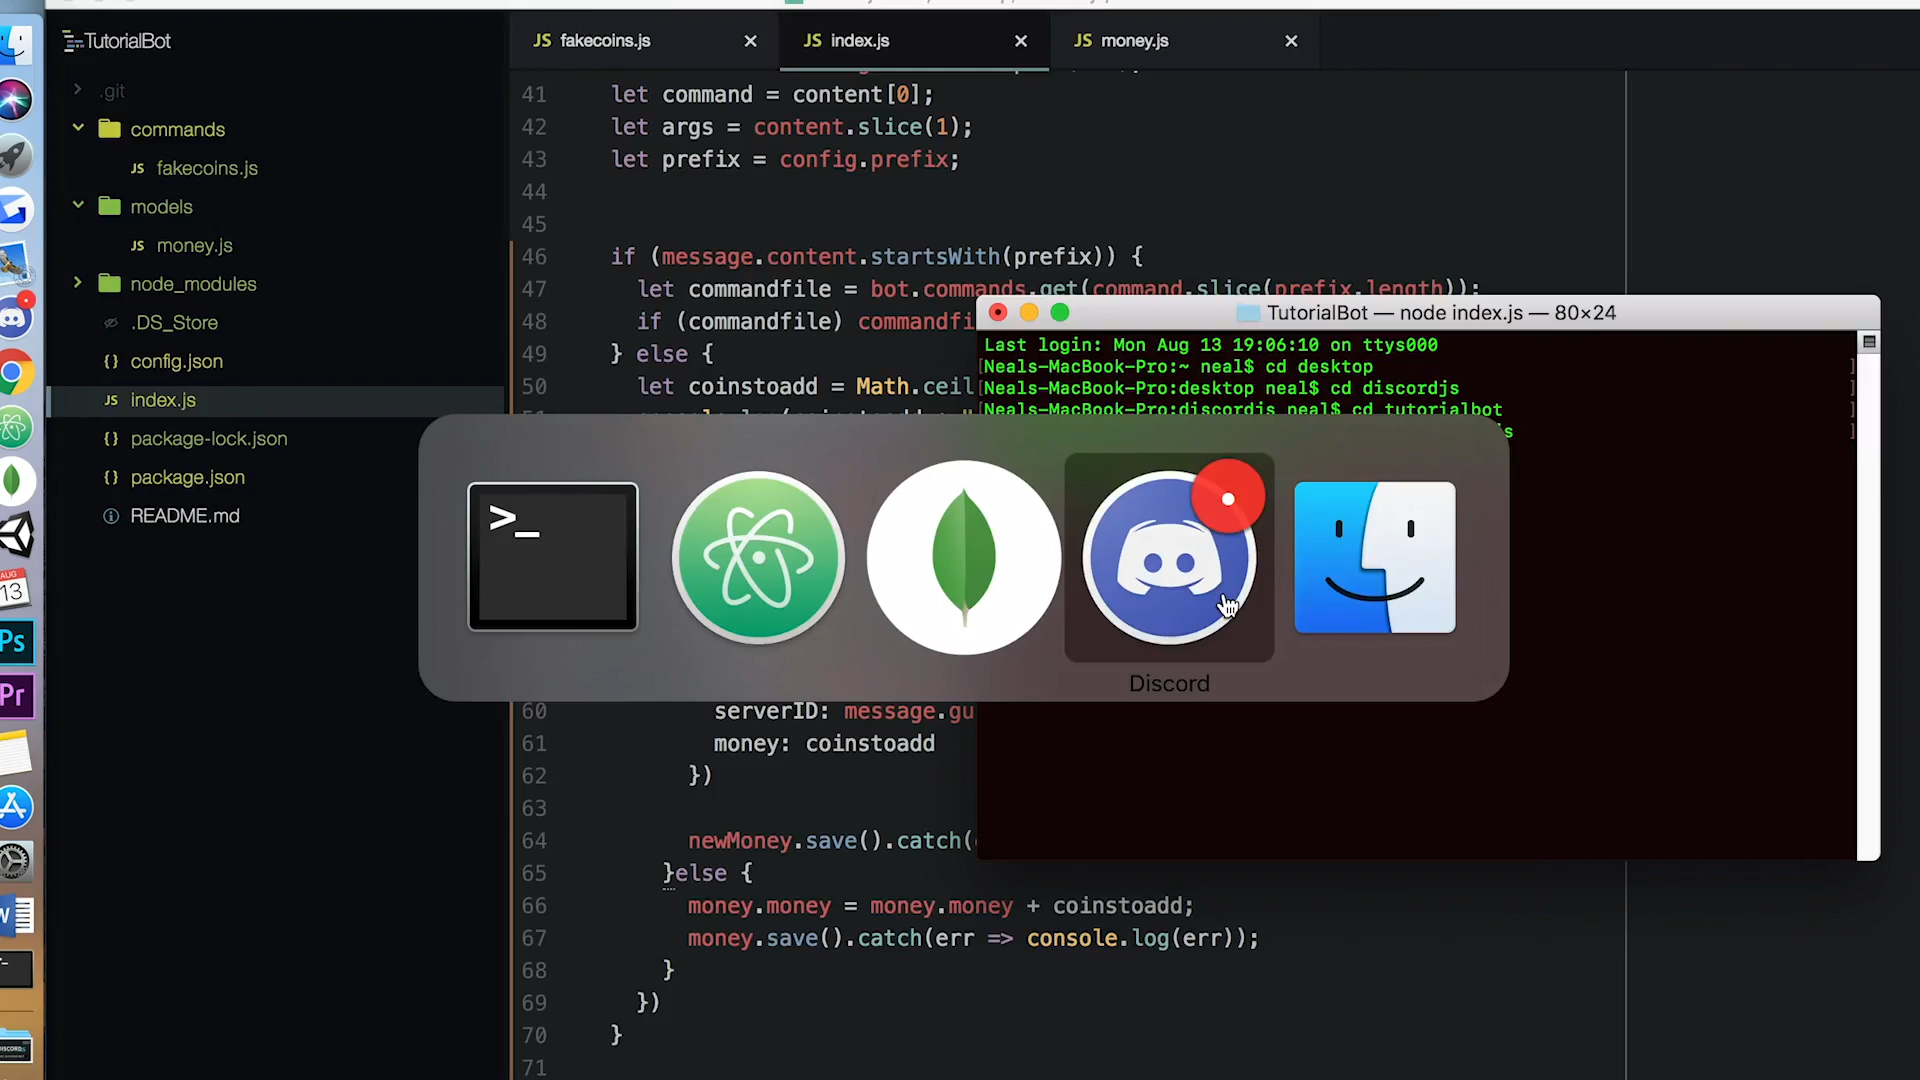 TutorialBot
.git
commands
JS fakecoins.js
models
JS money.js
node_modules
.DS_Store
{} config.json
JS index.js
{} package-lock.json
{} package.json
README.md
JS fakecoins.js ×
JS index.js ×
JS money.js ×
41 let command = content[0];
42 let args = content.slice(1);
43 let prefix = config.prefix;
44
45
46 if (message.content.startsWith(prefix)) {
47 let commandfile = bot.commands.get(command.slice(prefix.length));
48 if (commandfile) commandfi
49 } else {
50 let coinstoadd = Math.ceil
60 serverID: message.gu
61 money: coinstoadd
62 })
63
64 newMoney.save().catch(
65 }else {
66 money.money = money.money + coinstoadd;
67 money.save().catch(err => console.log(err));
68 }
69 })
70 }
71
TutorialBot — node index.js — 80×24
Last login: Mon Aug 13 19:06:10 on ttys000
[Neals-MacBook-Pro:~ neal$ cd desktop ]
[Neals-MacBook-Pro:desktop neal$ cd discordjs ]
[Neals-MacBook-Pro:discordjs neal$ cd tutorialbot ]
s ]
>_
Discord
AUG
13
Ps
Pr
W